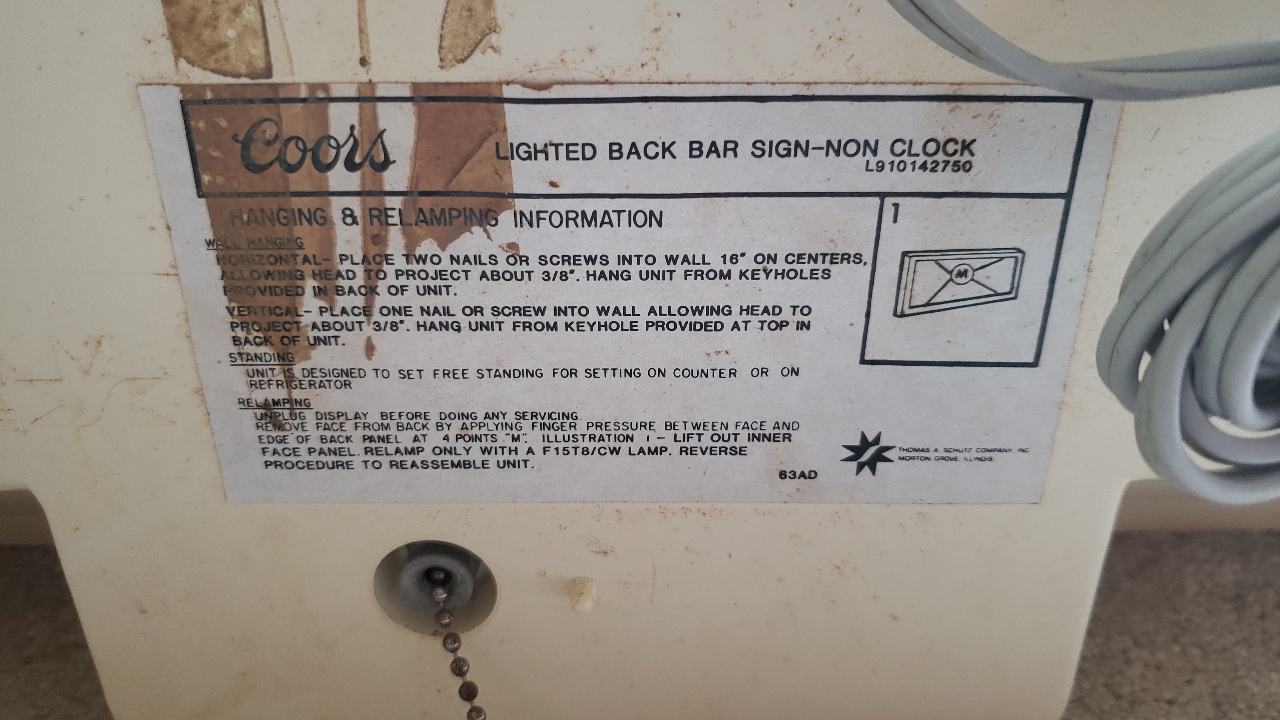 Coors
LIGHTED BACK BAR SIGN-NON CLOCK
L910142750
HANGING & RELAMPING INFORMATION
1
M
WALL HANGING
HORIZONTAL- PLACE TWO NAILS OR SCREWS INTO WALL 16" ON CENTERS,
ALLOWING HEAD TO PROJECT ABOUT 3/8". HANG UNIT FROM KEYHOLES
PROVIDED IN BACK OF UNIT.
VERTICAL- PLACE ONE NAIL OR SCREW INTO WALL ALLOWING HEAD TO
PROJECT ABOUT 3/8". HANG UNIT FROM KEYHOLE PROVIDED AT TOP IN
BACK OF UNIT.
STANDING
UNIT IS DESIGNED TO SET FREE STANDING FOR SETTING ON COUNTER OR ON
REFRIGERATOR
RELAMPING
UNPLUG DISPLAY BEFORE DOING ANY SERVICING.
REMOVE FACE FROM BACK BY APPLYING FINGER PRESSURE BETWEEN FACE AND
EDGE OF BACK PANEL AT 4 POINTS "M". ILLUSTRATION 1 - LIFT OUT INNER
FACE PANEL. RELAMP ONLY WITH A F15T8/CW LAMP. REVERSE
PROCEDURE TO REASSEMBLE UNIT.
63AD
THOMAS A. SCHUTZ COMPANY, INC.
MORTON GROVE, ILLINOIS.